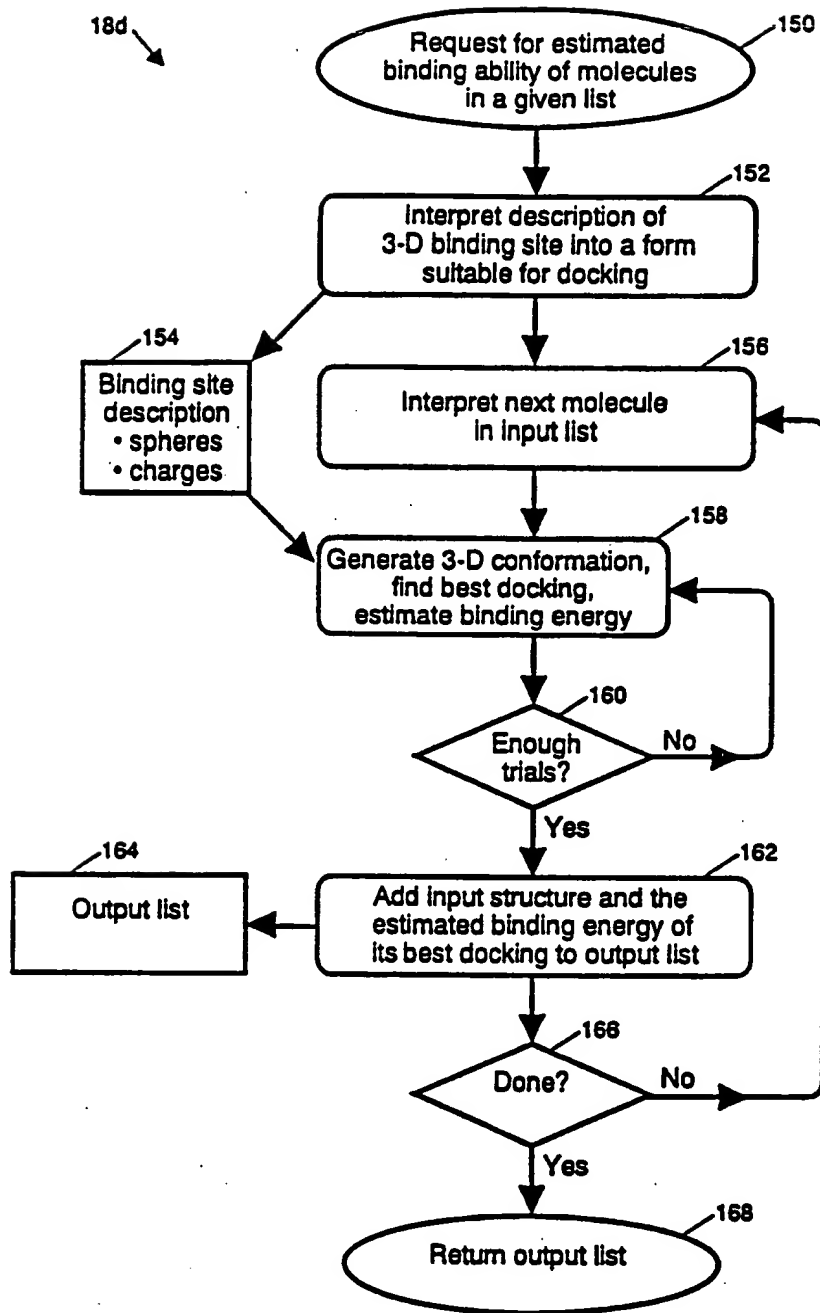 18d
150
Request for estimated
binding ability of molecules
in a given list
152
Interpret description of
3-D binding site into a form
suitable for docking
154
Binding site
description
• spheres
• charges
156
Interpret next molecule
in input list
158
Generate 3-D conformation,
find best docking,
estimate binding energy
160
Enough
trials?
No
Yes
164
Output list
162
Add input structure and the
estimated binding energy of
its best docking to output list
166
Done?
No
Yes
168
Return output list